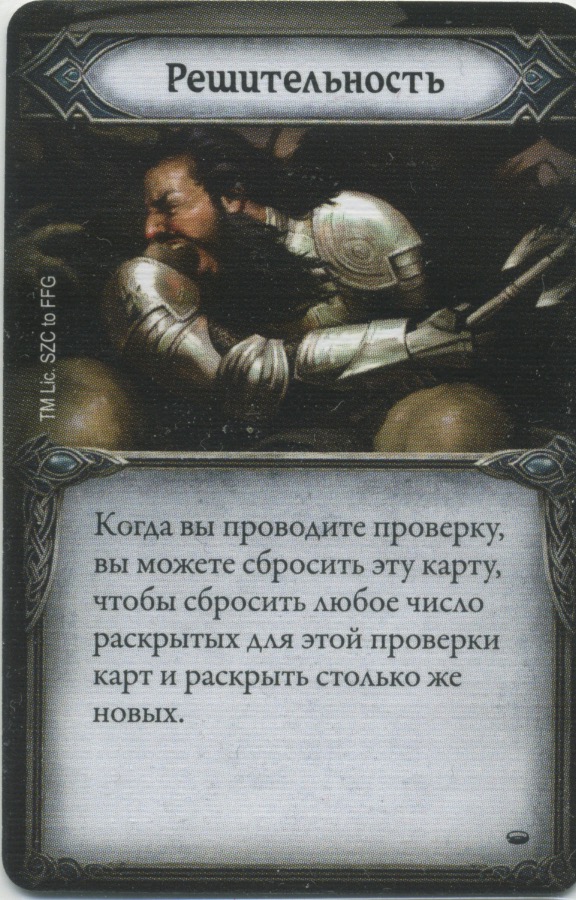 Решительность
TM Lic. SZC to FFG
Когда вы проводите проверку,
вы можете сбросить эту карту,
чтобы сбросить любое число
раскрытых для этой проверки
карт и раскрыть столько же
новых.